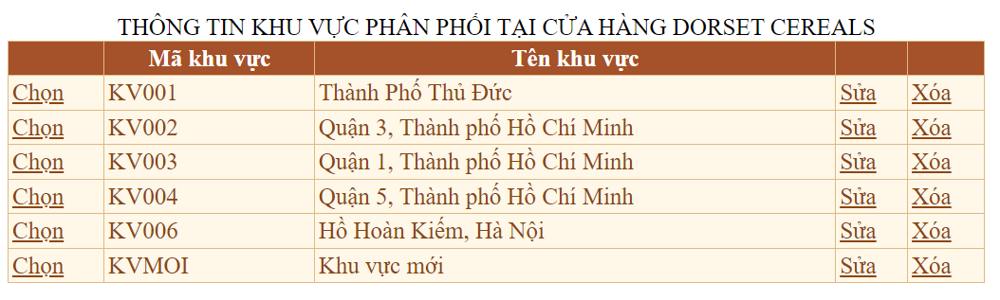 THÔNG TIN KHU VỰC PHÂN PHỐI TẠI CỬA HÀNG DORSET CEREALS
Mã khu vực Tên khu vực
Chọn KV001 Thành Phố Thủ Đức Sửa Xóa
Chọn KV002 Quận 3, Thành phố Hồ Chí Minh Sửa Xóa
Chọn KV003 Quận 1, Thành phố Hồ Chí Minh Sửa Xóa
Chọn KV004 Quận 5, Thành phố Hồ Chí Minh Sửa Xóa
Chọn KV006 Hồ Hoàn Kiếm, Hà Nội Sửa Xóa
Chọn KVMOI Khu vực mới Sửa Xóa